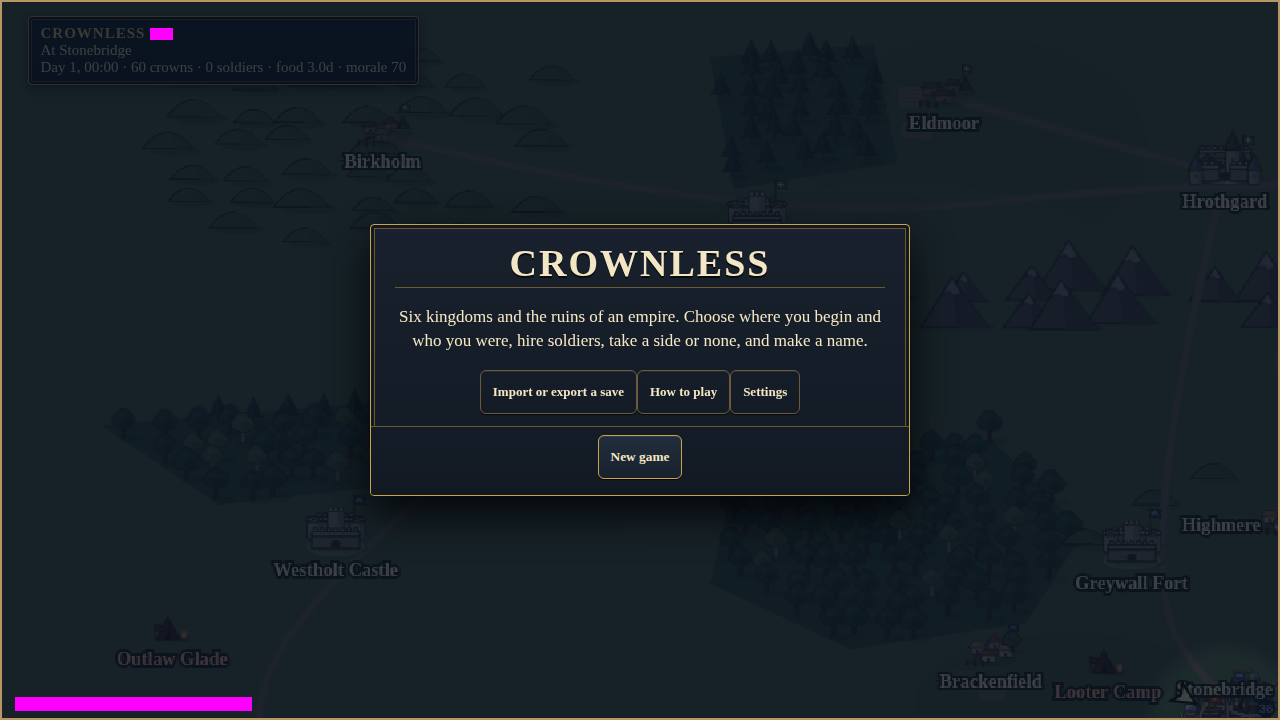 CROWNLESS
At Stonebridge
Day 1, 00:00 · 60 crowns · 0 soldiers · food 3.0d · morale 70
Eldmoor
Birkholm
Hrothgard
CROWNLESS
Six kingdoms and the ruins of an empire. Choose where you begin and
who you were, hire soldiers, take a side or none, and make a name.
Import or export a save
How to play
Settings
New game
Highmere
Westholt Castle
Greywall Fort
Outlaw Glade
Brackenfield
Looter Camp
Stonebridge
36